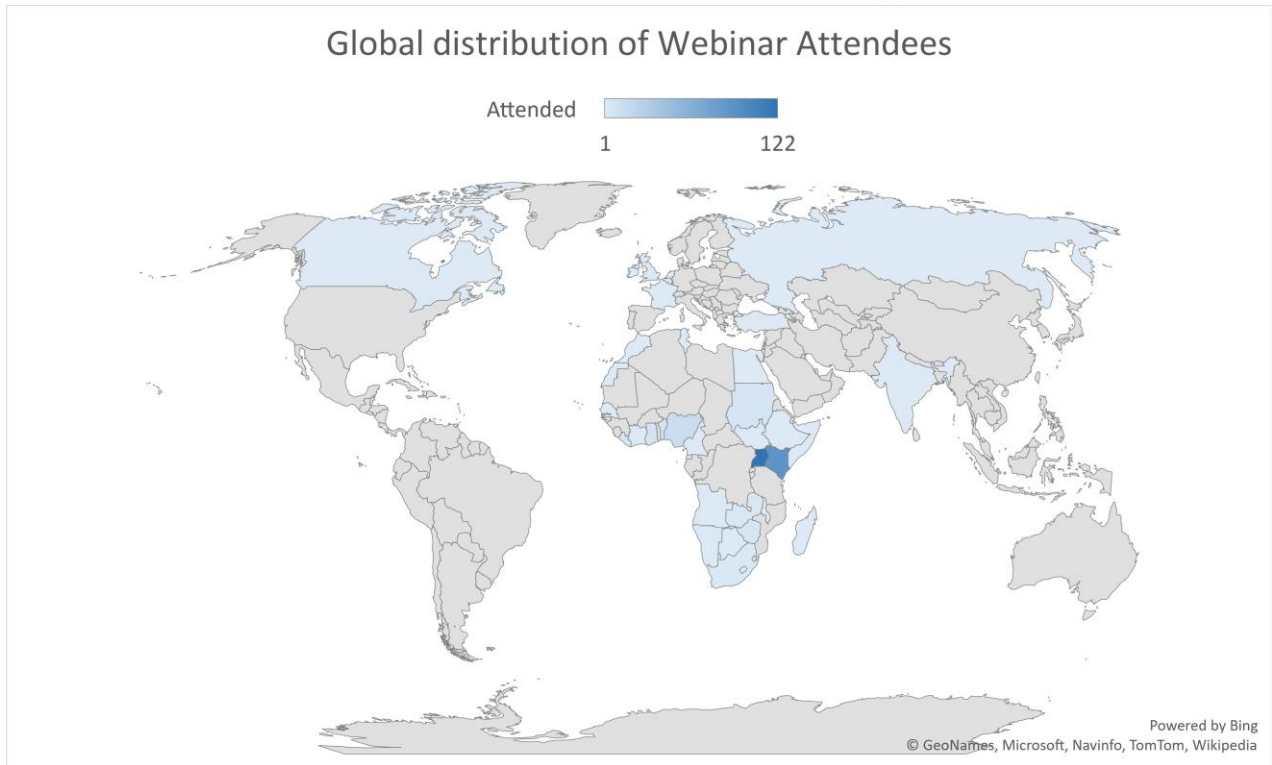 Global distribution of Webinar Attendees
Attended
1 122
Powered by Bing
© GeoNames, Microsoft, Navinfo, TomTom, Wikipedia